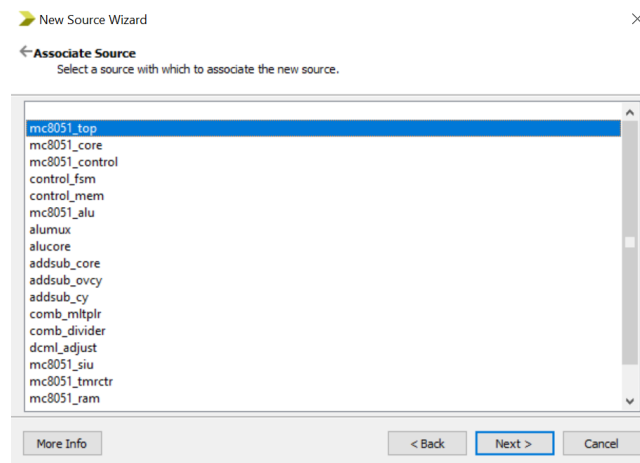 New Source Wizard
Associate Source
Select a source with which to associate the new source.
mc8051_top
mc8051_core
mc8051_control
control_fsm
control_mem
mc8051_alu
alumux
alucore
addsub_core
addsub_ovcy
addsub_cy
comb_mltplr
comb_divider
dcml_adjust
mc8051_siu
mc8051_tmrctr
mc8051_ram
More Info
< Back
Next >
Cancel